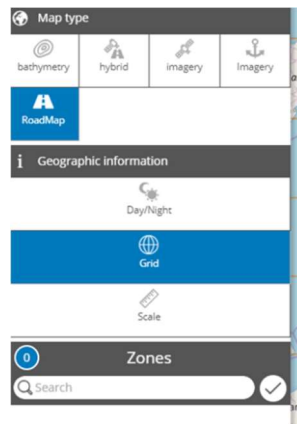 Map type
bathymetry hybrid imagery Imagery
RoadMap
i Geographic information
Day/Night
Grid
Scale
0 Zones
Search